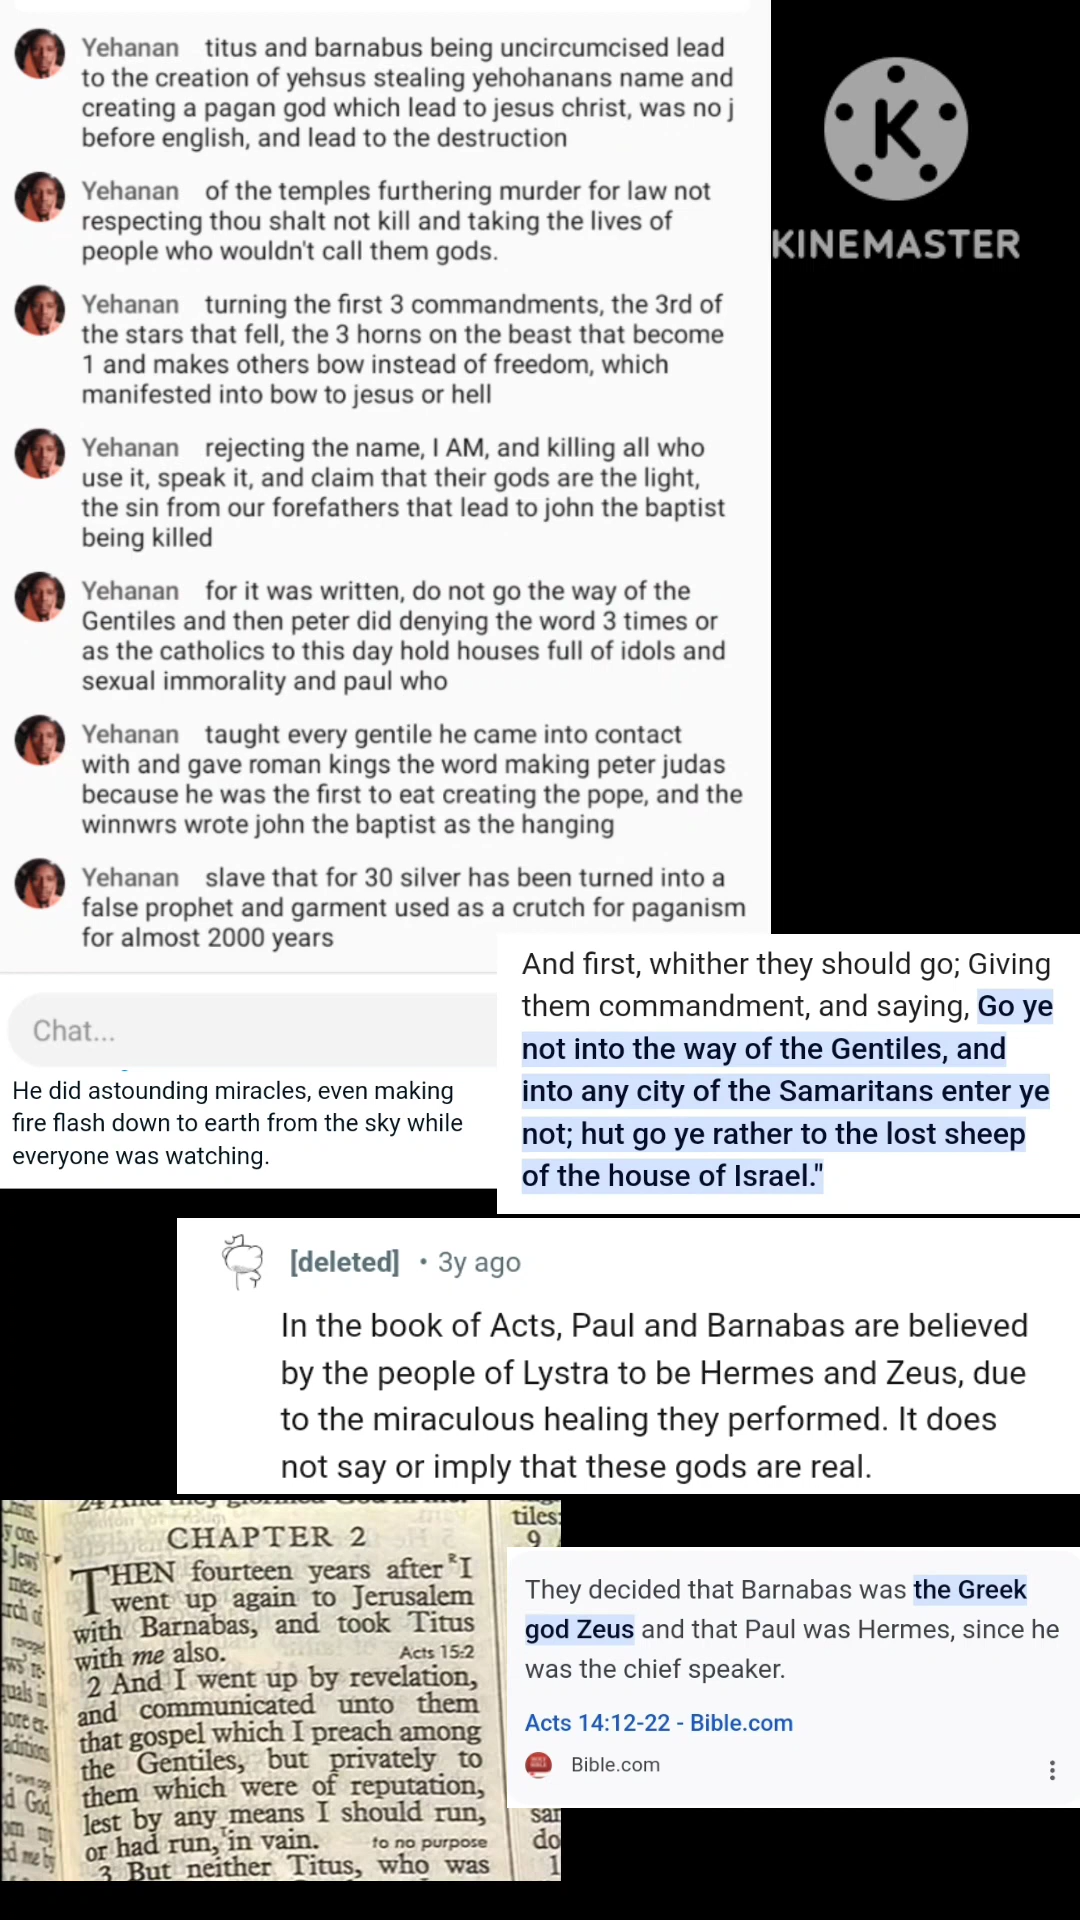 Yehanan titus and barnabus being uncircumcised lead
to the creation of yehsus stealing yehohanans name and
creating a pagan god which lead to jesus christ, was no j
before english, and lead to the destruction
Yehanan of the temples furthering murder for law not
respecting thou shalt not kill and taking the lives of
people who wouldn't call them gods.
Yehanan turning the first 3 commandments, the 3rd of
the stars that fell, the 3 horns on the beast that become
1 and makes others bow instead of freedom, which
manifested into bow to jesus or hell
Yehanan rejecting the name, I AM, and killing all who
use it, speak it, and claim that their gods are the light,
the sin from our forefathers that lead to john the baptist
being killed
Yehanan for it was written, do not go the way of the
Gentiles and then peter did denying the word 3 times or
as the catholics to this day hold houses full of idols and
sexual immorality and paul who
Yehanan taught every gentile he came into contact
with and gave roman kings the word making peter judas
because he was the first to eat creating the pope, and the
winnwrs wrote john the baptist as the hanging
Yehanan slave that for 30 silver has been turned into a
false prophet and garment used as a crutch for paganism
for almost 2000 years
Chat...
K
KINEMASTER
He did astounding miracles, even making
fire flash down to earth from the sky while
everyone was watching.
And first, whither they should go; Giving
them commandment, and saying, Go ye
not into the way of the Gentiles, and
into any city of the Samaritans enter ye
not; hut go ye rather to the lost sheep
of the house of Israel."
[deleted] • 3y ago
In the book of Acts, Paul and Barnabas are believed
by the people of Lystra to be Hermes and Zeus, due
to the miraculous healing they performed. It does
not say or imply that these gods are real.
24 And they glorified God in me.
CHAPTER 2
THEN fourteen years after I
went up again to Jerusalem
with Barnabas, and took Titus
with me also. Acts 15:2
2 And I went up by revelation,
and communicated unto them
that gospel which I preach among
the Gentiles, but privately to
them which were of reputation,
lest by any means I should run,
or had run, in vain. to no purpose
3 But neither Titus, who was
tiles:
9
do
1
They decided that Barnabas was the Greek
god Zeus and that Paul was Hermes, since he
was the chief speaker.
Acts 14:12-22 - Bible.com
Bible.com